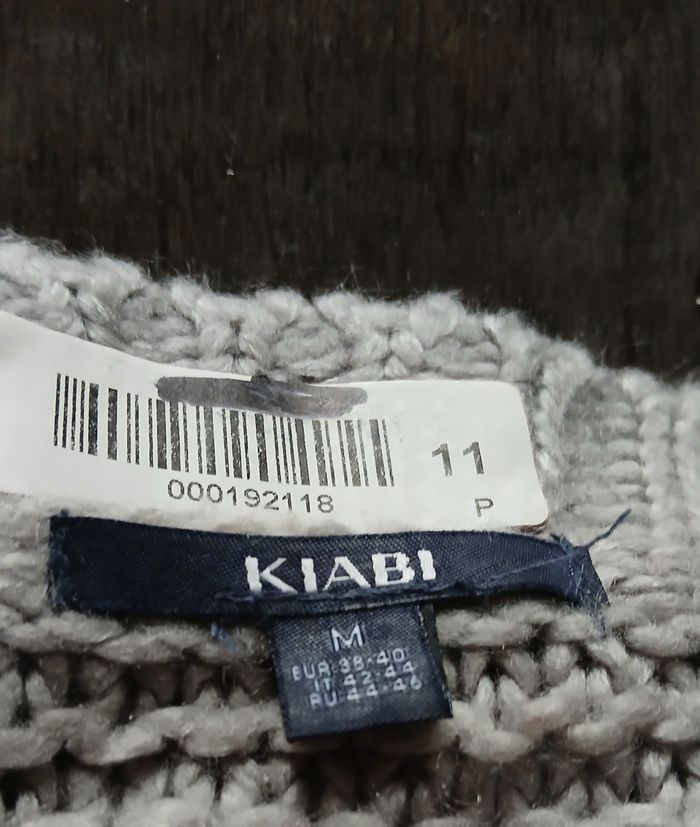 11
000192118
P
KIABI
M
EUR 38-40
IT 42-44
RU 44-46